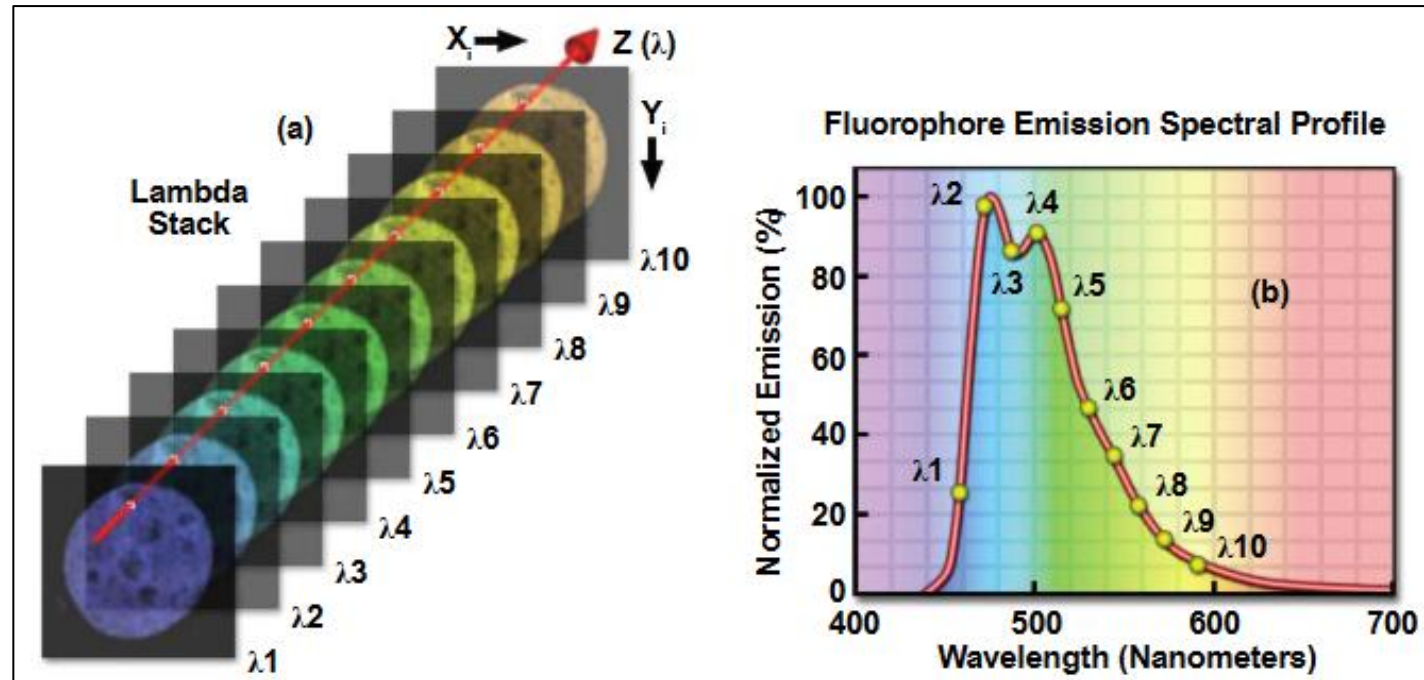 X i
Z (λ)
Y i
(a)
Lambda
Stack
λ10
λ9
λ8
λ7
λ6
λ5
λ4
λ3
λ2
λ1
Fluorophore Emission Spectral Profile
Normalized Emission (%)
100
80
60
40
20
0
λ1
λ2
λ3
λ4
λ5
λ6
λ7
λ8
λ9
λ10
(b)
400
500
600
700
Wavelength (Nanometers)